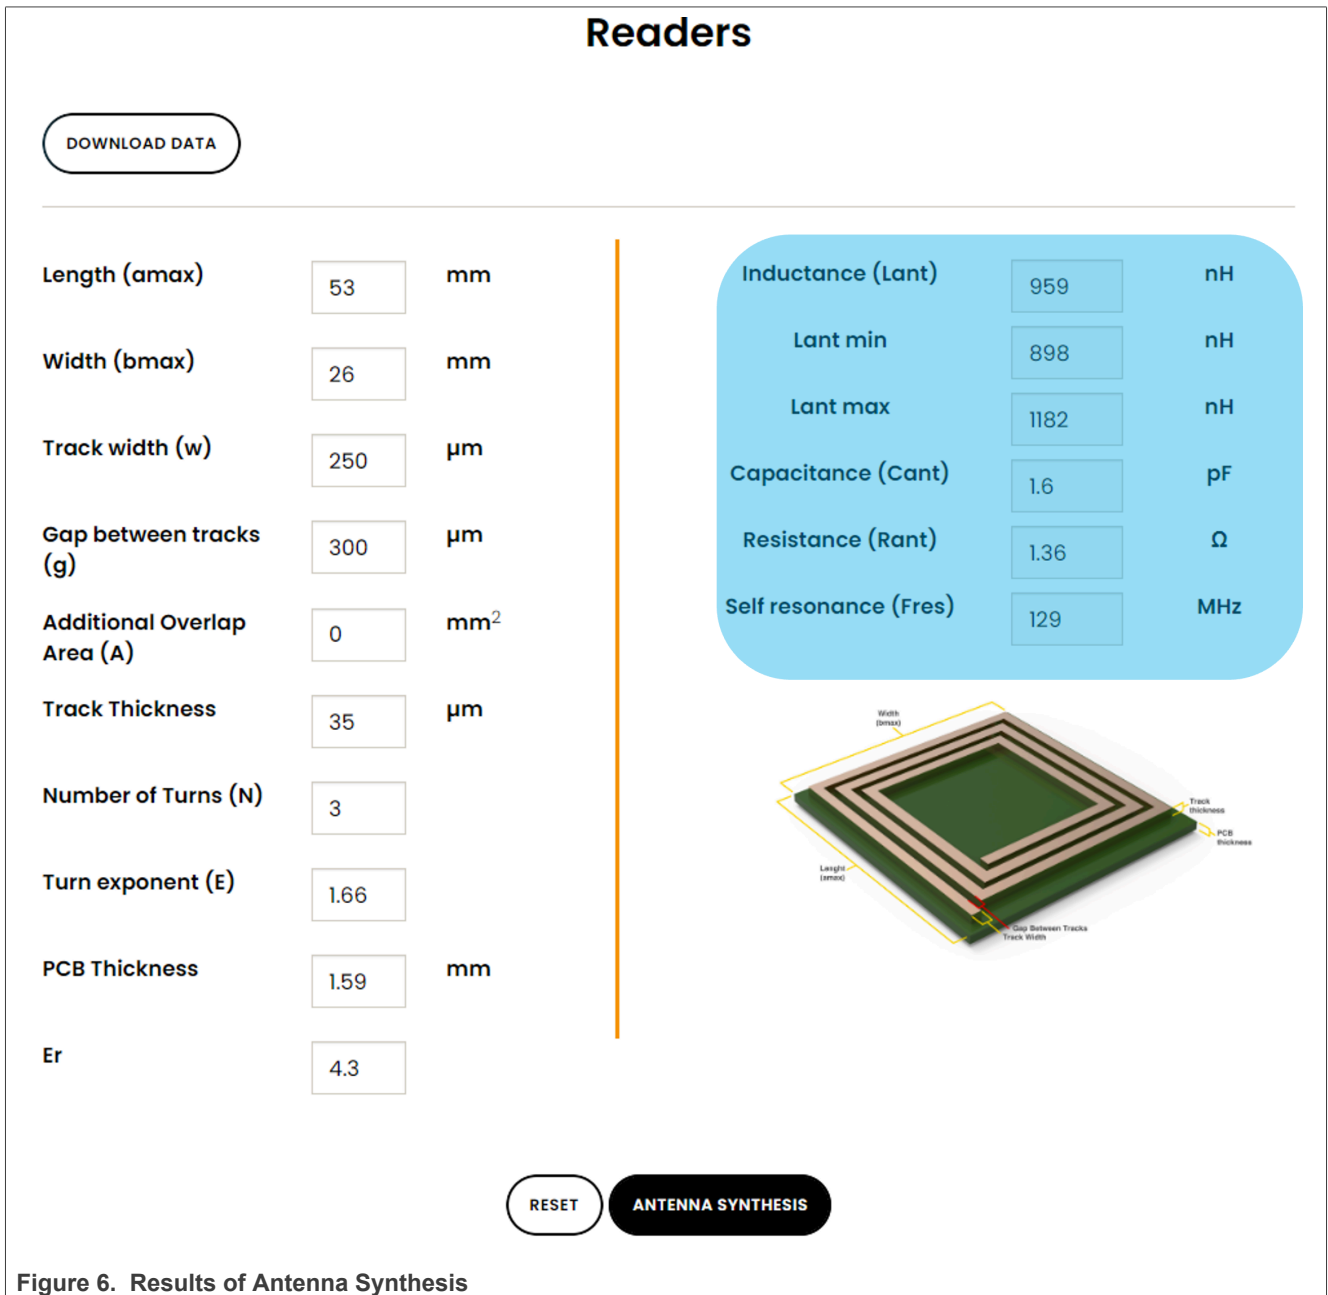 Readers
DOWNLOAD DATA
Length (amax) 53 mm
Width (bmax) 26 mm
Track width (w) 250 µm
Gap between tracks
(g) 300 µm
Additional Overlap
Area (A) 0 mm²
Track Thickness 35 µm
Number of Turns (N) 3
Turn exponent (E) 1.66
PCB Thickness 1.59 mm
Er 4.3
Inductance (Lant) 959 nH
Lant min 898 nH
Lant max 1182 nH
Capacitance (Cant) 1.6 pF
Resistance (Rant) 1.36 Ω
Self resonance (Fres) 129 MHz
Width
(bmax)
Track
thickness
PCB
thickness
Lenght
(amax)
Gap Between Tracks
Track Width
RESET
ANTENNA SYNTHESIS
Figure 6. Results of Antenna Synthesis